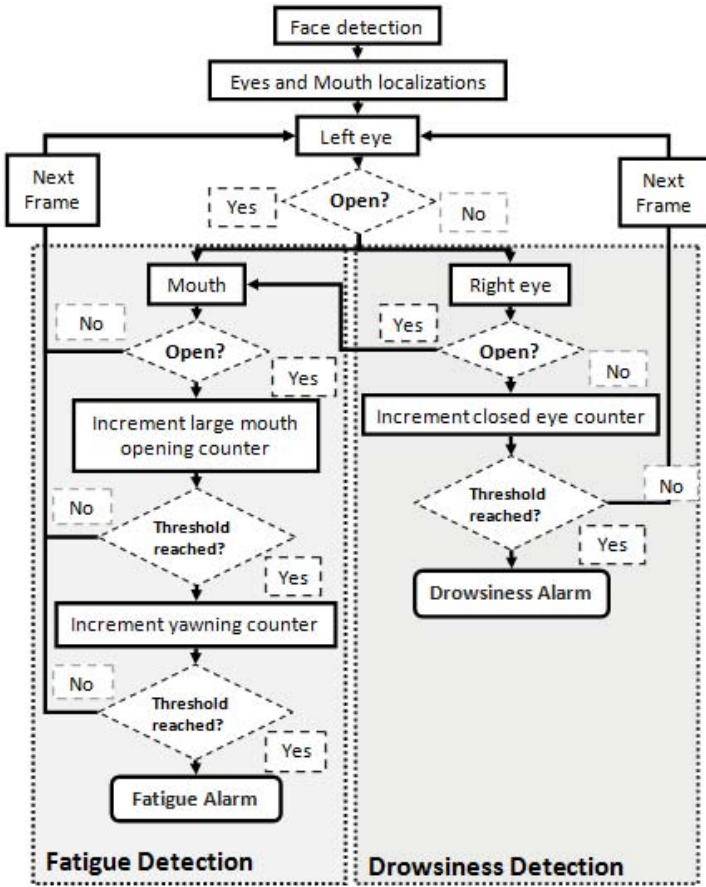 Face detection
Eyes and Mouth localizations
Left eye
Next
Frame
Next
Frame
Open?
Yes
No
Mouth
Right eye
No
Open?
Yes
Yes
Open?
No
Increment large mouth
opening counter
Increment closed eye counter
No
Threshold
reached?
Yes
Threshold
reached?
No
Yes
Increment yawning counter
Drowsiness Alarm
No
Threshold
reached?
Yes
Fatigue Alarm
Fatigue Detection
Drowsiness Detection